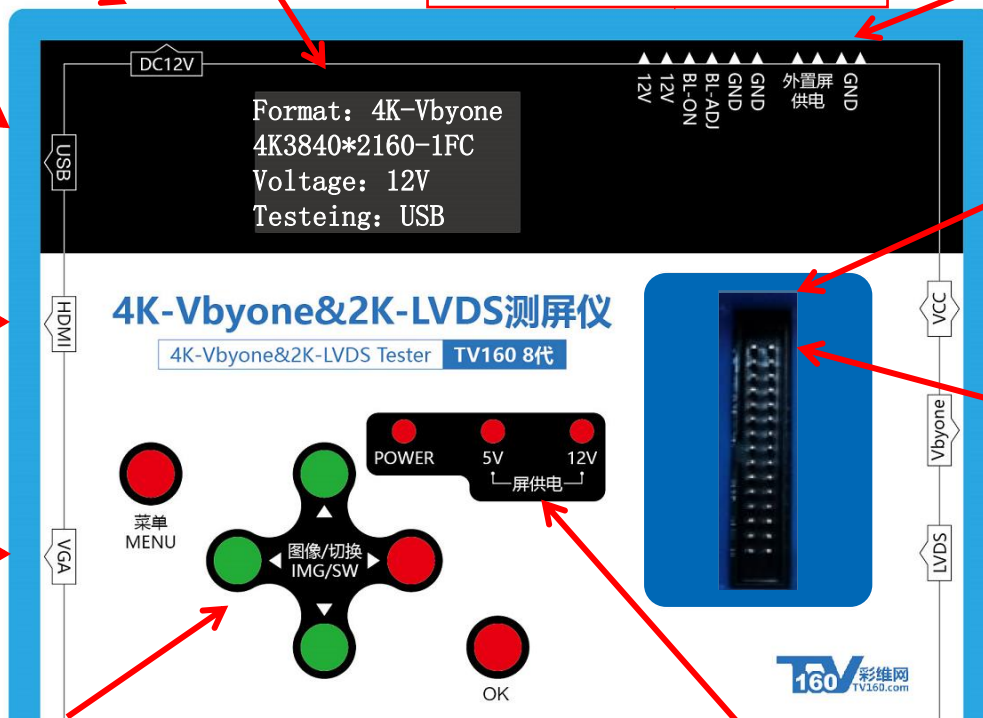 DC12V
12V
12V
BL-ON
BL-ADJ
GND
GND
外置屏
供电
GND
Format: 4K-Vbyone
4K3840*2160-1FC
Voltage: 12V
Testeing: USB
USB
HDMI
VGA
VCC
Vbyone
LVDS
4K-Vbyone&2K-LVDS测屏仪
4K-Vbyone&2K-LVDS Tester TV160 8代
POWER 5V 12V
屏供电
菜单
MENU
图像/切换
IMG/SW
OK
TV160 彩维网
TV160.com